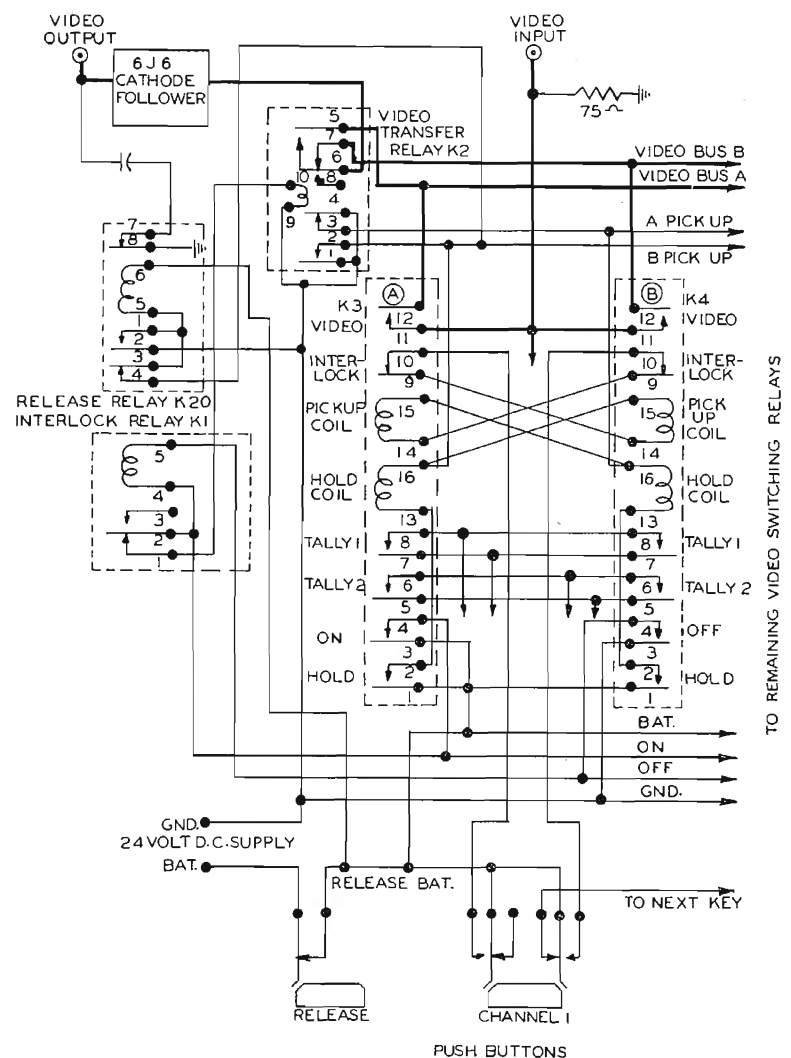 VIDEO
OUTPUT
6J6
CATHODE
FOLLOWER
VIDEO
INPUT
75Ω
VIDEO
TRANSFER
RELAY K2
5
7
6
10
8
4
9
3
2
1
VIDEO BUS B
VIDEO BUS A
A PICK UP
B PICK UP
7
8
6
5
1
2
3
4
RELEASE RELAY K20
INTERLOCK RELAY K1
5
4
3
2
1
K3
VIDEO
INTER-
LOCK
PICKUP
COIL
HOLD
COIL
TALLY 1
TALLY 2
ON
HOLD
A
12
11
10
9
15
14
16
13
8
7
6
5
4
3
2
1
B
12
11
10
9
15
14
16
13
8
7
6
5
4
3
2
1
K4
VIDEO
INTER-
LOCK
PICK
UP
COIL
HOLD
COIL
TALLY 1
TALLY 2
OFF
HOLD
TO REMAINING VIDEO SWITCHING RELAYS
BAT.
ON
OFF
GND.
GND.
24 VOLT D.C. SUPPLY
BAT.
RELEASE BAT.
TO NEXT KEY
RELEASE
CHANNEL 1
PUSH BUTTONS